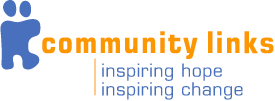 community links
inspiring hope
inspiring change